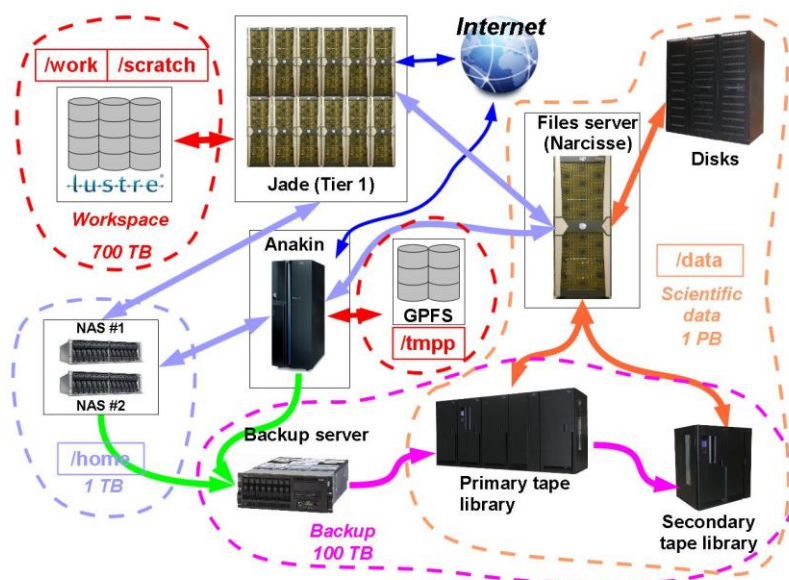 Internet
/work /scratch
Files server
(Narcisse)
Disks
lustre®
Jade (Tier 1)
Workspace
700 TB
Anakin
/data
GPFS
Scientific
data
1 PB
NAS #1
/tmpp
NAS #2
Backup server
/home
1 TB
Primary tape
library
Backup
100 TB
Secondary
tape library